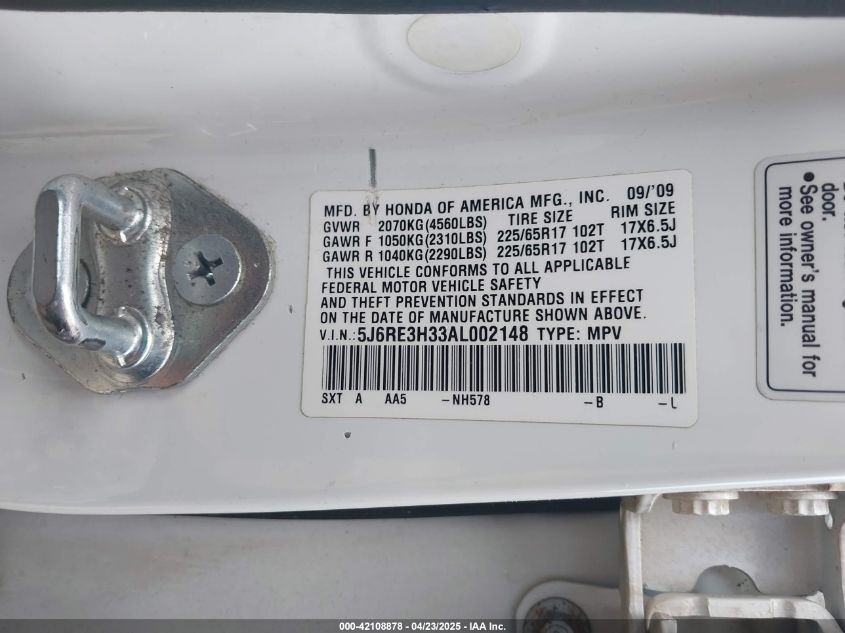 MFD. BY HONDA OF AMERICA MFG., INC. 09/'09
GVWR 2070KG(4560LBS) TIRE SIZE RIM SIZE
GAWR F 1050KG(2310LBS) 225/65R17 102T 17X6.5J
GAWR R 1040KG(2290LBS) 225/65R17 102T 17X6.5J
THIS VEHICLE CONFORMS TO ALL APPLICABLE
FEDERAL MOTOR VEHICLE SAFETY
AND THEFT PREVENTION STANDARDS IN EFFECT
ON THE DATE OF MANUFACTURE SHOWN ABOVE.
V.I.N.: 5J6RE3H33AL002148 TYPE: MPV
SXT A AA5 -NH578 -B -L
door.
•See owner's manual for
more information.
000-42108878 - 04/23/2025 - IAA Inc.